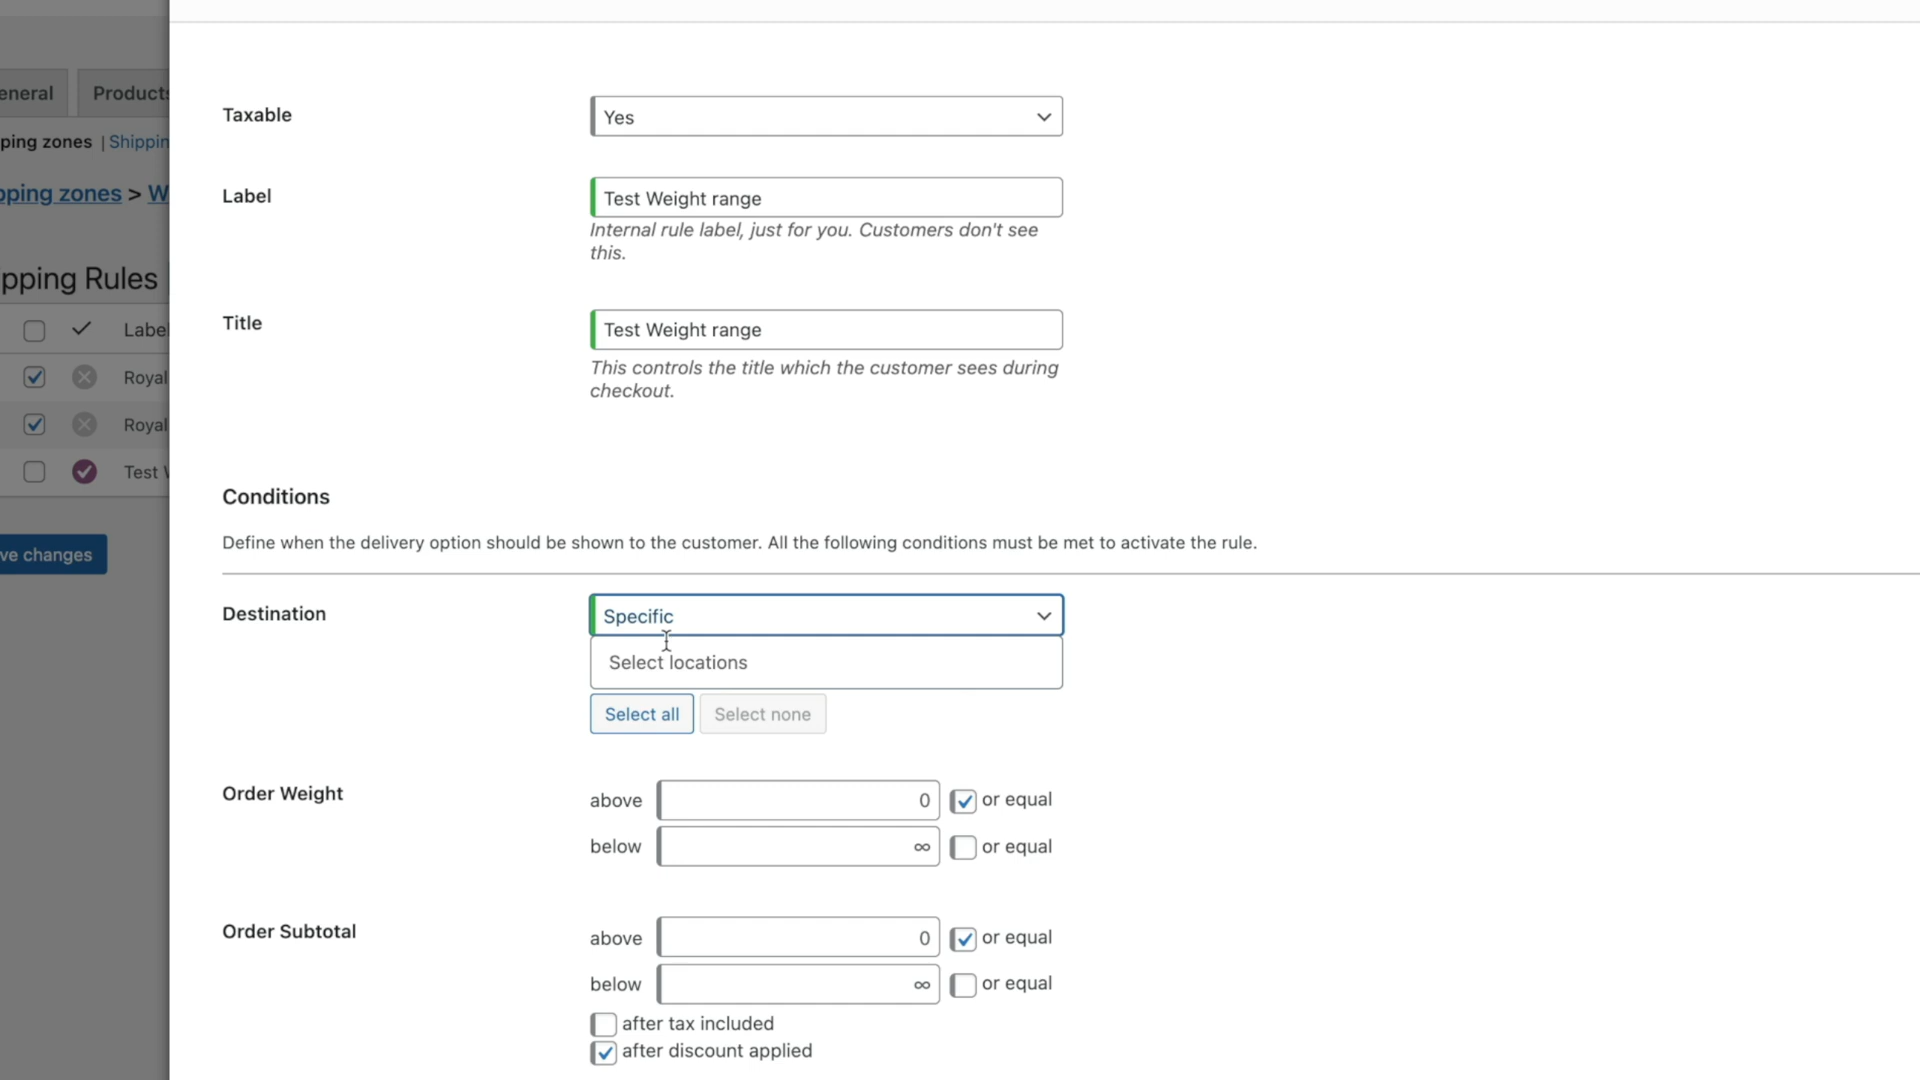 eneral
Products
ping zones | Shippin
pping zones > W
pping Rules
Labe
Royal
Royal
Test W
ve changes
Taxable
Yes
Label
Test Weight range
Internal rule label, just for you. Customers don't see
this.
Title
Test Weight range
This controls the title which the customer sees during
checkout.
Conditions
Define when the delivery option should be shown to the customer. All the following conditions must be met to activate the rule.
Destination
Specific
Select locations
Select all
Select none
Order Weight
above 0 or equal
below ∞ or equal
Order Subtotal
above 0 or equal
below ∞ or equal
after tax included
after discount applied